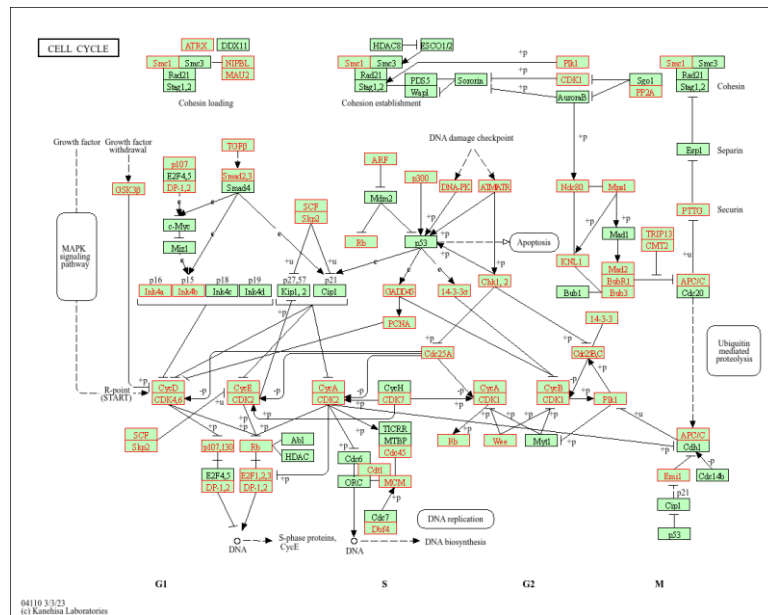 CELL CYCLE
ATRX DDX11
Smc1 Smc3 NIPBL
Rad21 MAU2
Stag1,2
Cohesin loading
HDAC8 ESCO1/2
Smc1 Smc3
Rad21
Stag1,2
PDS5 Sororin
Wapl
Cohesion establishment
+p
Plk1
CDK1
AuroraB
Sgo1
PP2A
Smc1 Smc3
Rad21
Stag1,2
Cohesin
+p
Esp1 Separin
PTTG Securin
+u
Growth factor
Growth factor
withdrawal
GSK3β
MAPK
signaling
pathway
p107
E2F4,5
DP-1,2
TGFβ
Smad2,3
Smad4
c-Myc
Miz1
e e e e
SCF
Skp2
+u +u
ARF
Mdm2
Rb
p300
DNA damage checkpoint
DNA-PK ATM/ATR
+p +p +p
p53
Apoptosis
+p
Ndc80 Mps1
+p +p
Mad1
KNL1
Bub1
Mad2
BubR1
Bub3
TRIP13
CMT2
APC/C
Cdc20
p16 p15 p18 p19 p27,57 p21
Ink4a Ink4b Ink4c Ink4d Kip1, 2 Cip1
e e
GADD45 14-3-3σ Chk1, 2
PCNA
14-3-3
+p +p
Cdr25A
Cdr25B,C
Ubiquitin
mediated
proteolysis
R-point
(START)
+p
CycD
CDK4,6
-p
+u
CycE
CDK2
-p
CycA
CDK2
CycH
CDK7
+p
-p
CycA
CDK1
CycB
CDK1
-p
+p
Plk1
+u
+p
SCF
Skp2
+p +p +p
p107,130 Rb
Abl
HDAC
E2F4,5
DP-1,2
E2F1,2,3
DP-1,2
+p
+p
+p
TICRR
MTBP
Cdc6 Cdc45
Cdt1
ORC MCM
+p
Cdc7
Dbf4
+p
Rb Wee Myt1
+p
+p
APC/C
Cdh1
-p
Emi1
Cdc14b
p21
Cip1
p53
DNA
S-phase proteins,
CycE
DNA
DNA replication
DNA biosynthesis
G1 S G2 M
04110 3/3/23
(c) Kanehisa Laboratories